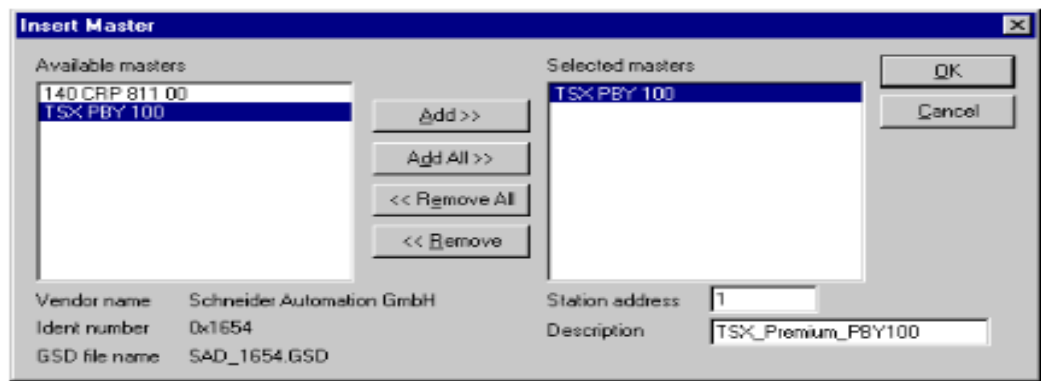 Insert Master
Available masters
140 CRP 811 00
TSX PBY 100
Add >>
Add All >>
<< Remove All
<< Remove
Selected masters
TSX PBY 100
OK
Cancel
Vendor name Schneider Automation GmbH
Ident number 0x1654
GSD file name SAD_1654.GSD
Station address 1
Description TSX_Premium_PBY100